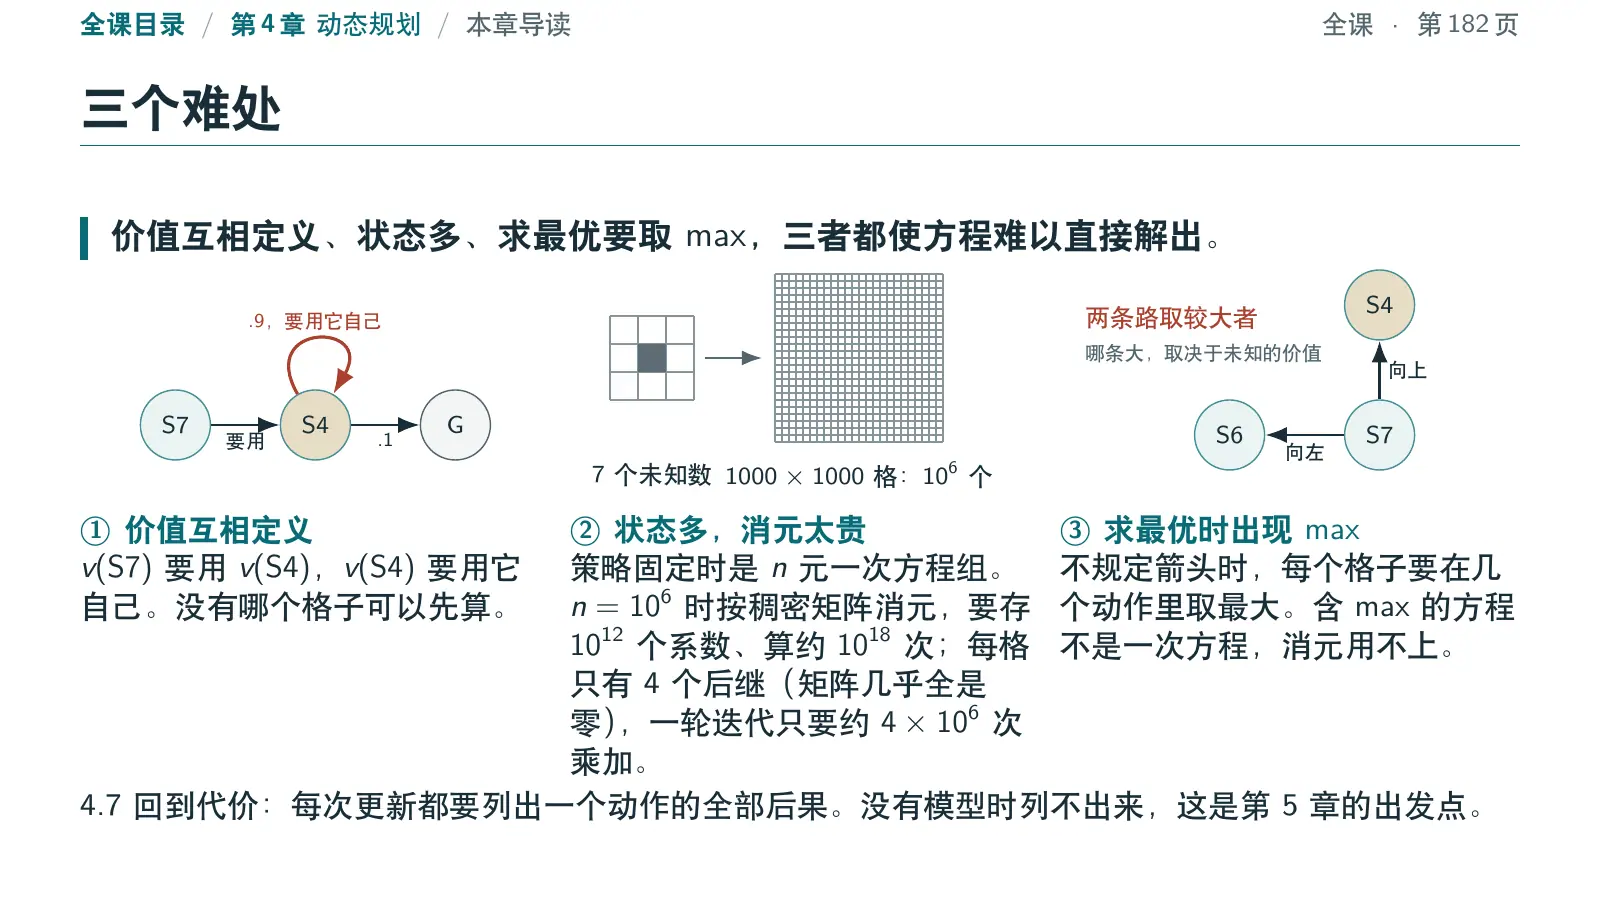 全课目录 / 第 4 章 动态规划 / 本章导读
全课 · 第 182 页
三个难处
价值互相定义、状态多、求最优要取 max，三者都使方程难以直接解出。
.9，要用它自己
S7
要用
S4
.1
G
7 个未知数
1000 × 1000 格：10⁶ 个
两条路取较大者
哪条大，取决于未知的价值
S4
向上
S6
向左
S7
① 价值互相定义
v(S7) 要用 v(S4)，v(S4) 要用它
自己。没有哪个格子可以先算。
② 状态多，消元太贵
策略固定时是 n 元一次方程组。
n = 10⁶ 时按稠密矩阵消元，要存
10¹² 个系数、算约 10¹⁸ 次；每格
只有 4 个后继（矩阵几乎全是
零），一轮迭代只要约 4 × 10⁶ 次
乘加。
③ 求最优时出现 max
不规定箭头时，每个格子要在几
个动作里取最大。含 max 的方程
不是一次方程，消元用不上。
4.7 回到代价：每次更新都要列出一个动作的全部后果。没有模型时列不出来，这是第 5 章的出发点。